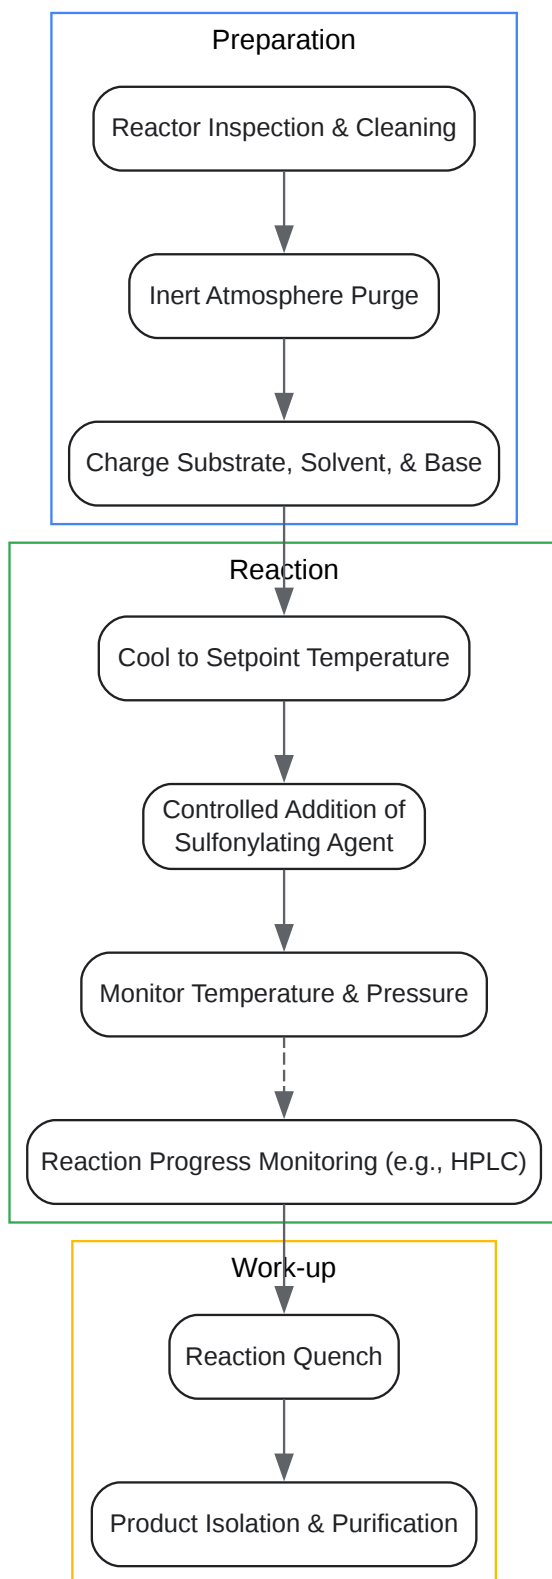 Preparation
Reactor Inspection & Cleaning
Inert Atmosphere Purge
Charge Substrate, Solvent, & Base
Reaction
Cool to Setpoint Temperature
Controlled Addition of
Sulfonylating Agent
Monitor Temperature & Pressure
Reaction Progress Monitoring (e.g., HPLC)
Work-up
Reaction Quench
Product Isolation & Purification